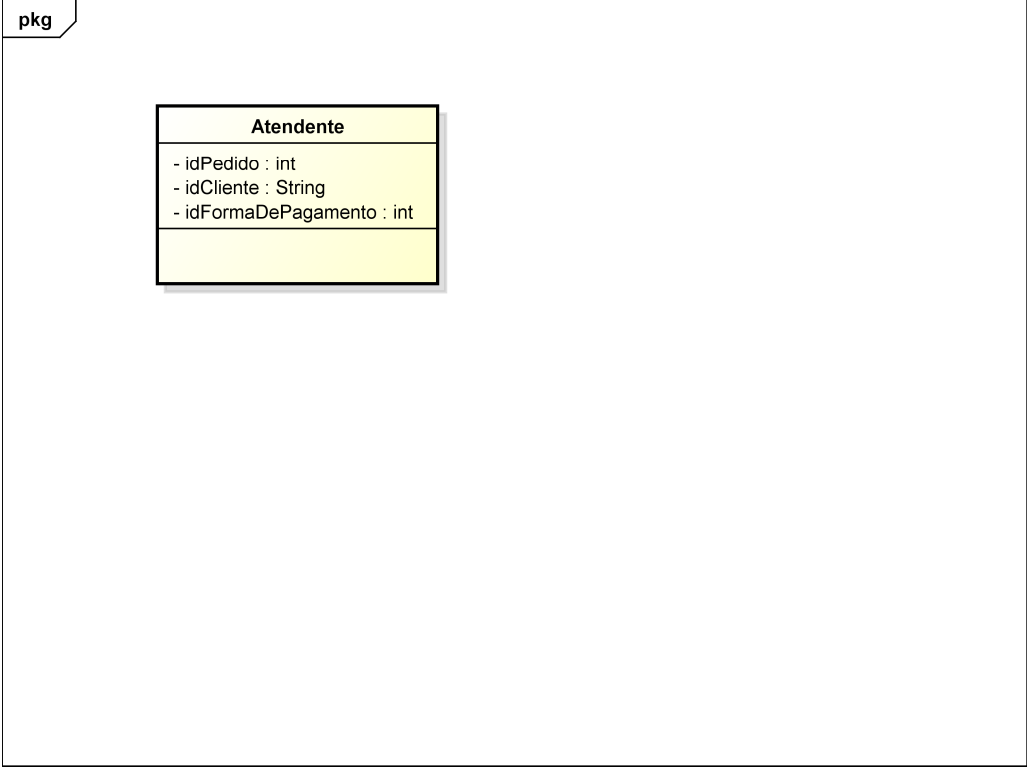 pkg
Atendente
- idPedido : int
- idCliente : String
- idFormaDePagamento : int